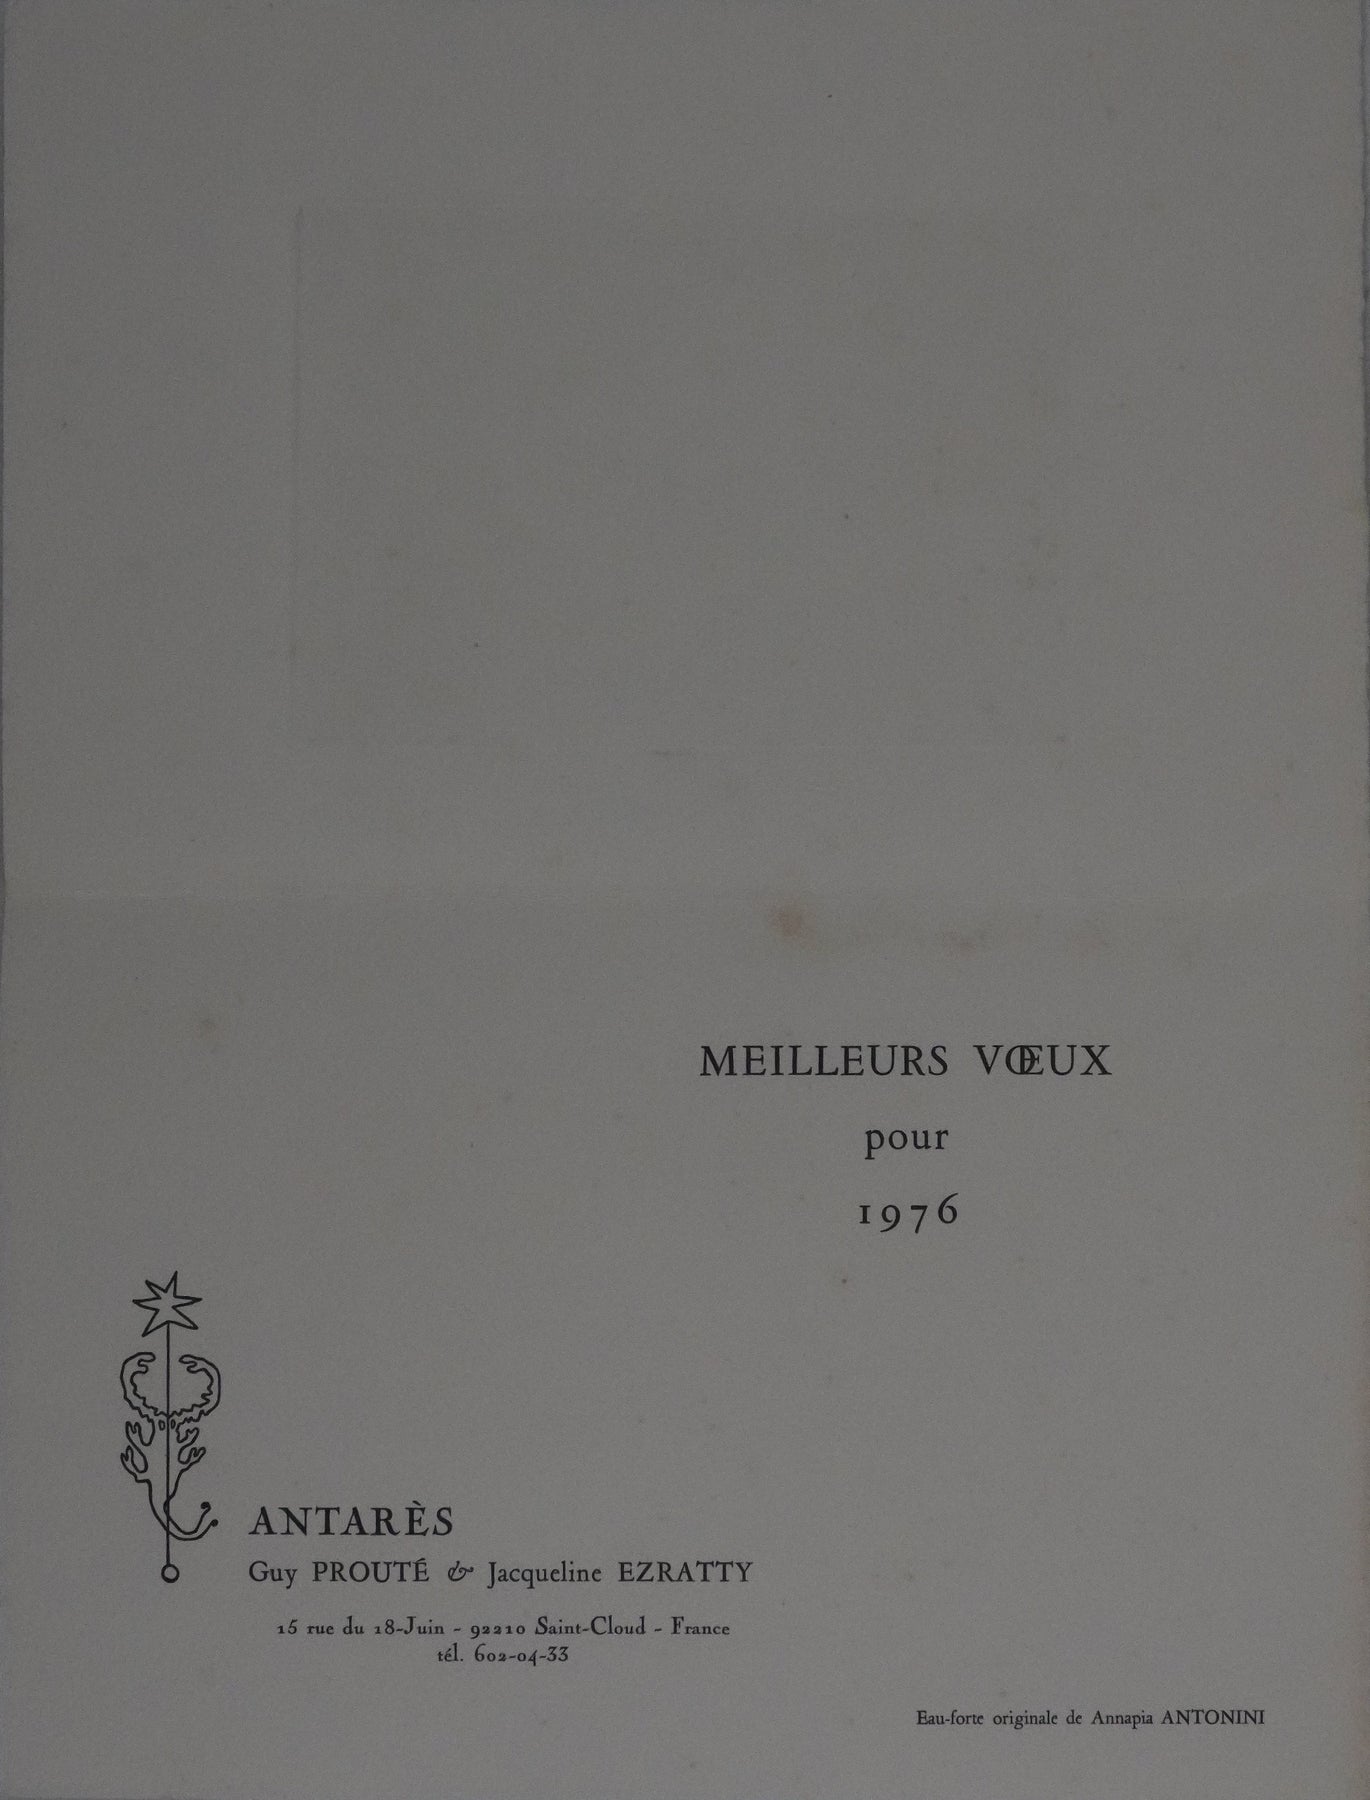 MEILLEURS VŒUX
pour
1976
ANTARÈS
Guy PROUTÉ & Jacqueline EZRATTY
15 rue du 18-Juin - 92210 Saint-Cloud - France
tél. 602-04-33
Eau-forte originale de Annapia ANTONINI